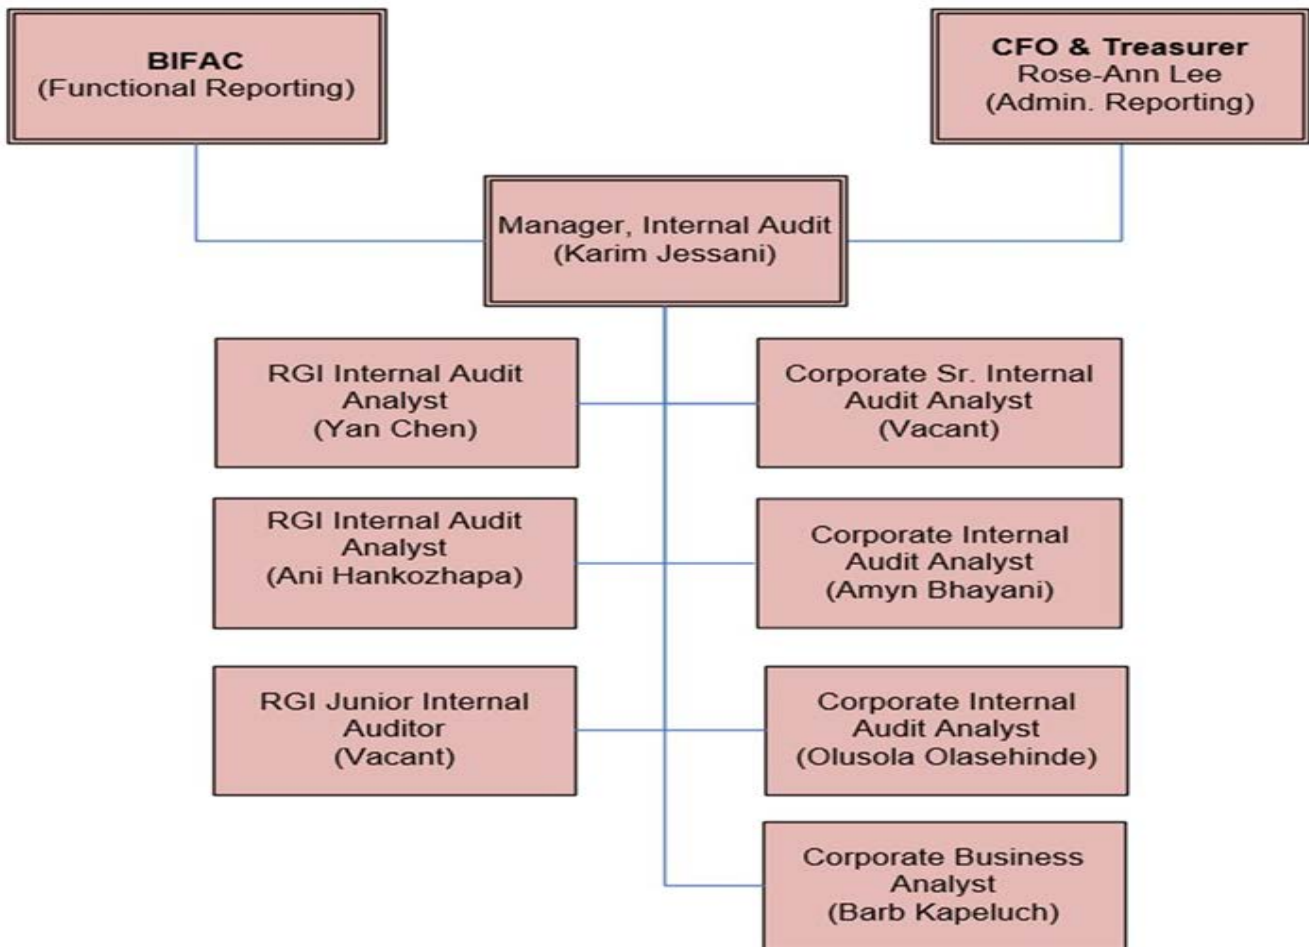 BIFAC
(Functional Reporting)
CFO & Treasurer
Rose-Ann Lee
(Admin. Reporting)
Manager, Internal Audit
(Karim Jessani)
RGI Internal Audit
Analyst
(Yan Chen)
Corporate Sr. Internal
Audit Analyst
(Vacant)
RGI Internal Audit
Analyst
(Ani Hankozhapa)
Corporate Internal
Audit Analyst
(Amyn Bhayani)
RGI Junior Internal
Auditor
(Vacant)
Corporate Internal
Audit Analyst
(Olusola Olasehinde)
Corporate Business
Analyst
(Barb Kapeluch)